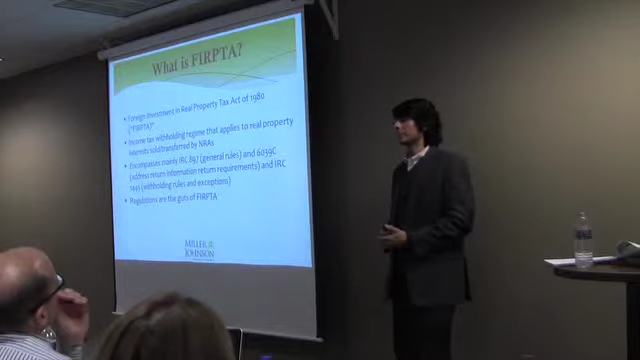 What is FIRPTA?
• Foreign Investment in Real Property Tax Act of 1980
("FIRPTA)"
• Income tax withholding regime that applies to real property
interests sold/transferred by NRAs
• Encompasses mainly IRC 897 (general rules) and 6039C
(address return information return requirements) and IRC
1445 (withholding rules and exceptions)
• Regulations are the guts of FIRPTA
MILLER
JOHNSON